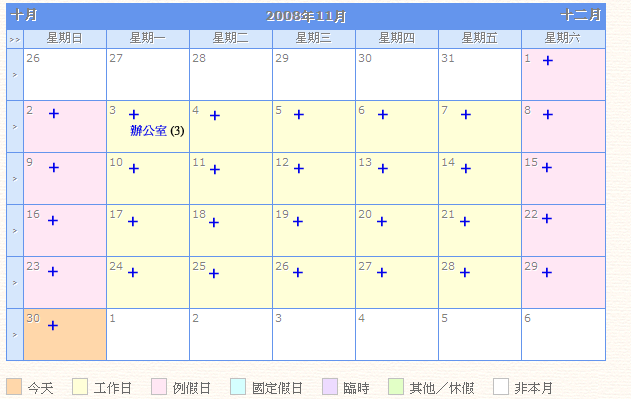 十月 2008年11月 十二月
>> 星期日 星期一 星期二 星期三 星期四 星期五 星期六
> 26 27 28 29 30 31 1 +
> 2 + 3 + 4 + 5 + 6 + 7 + 8 +
辦公室 (3)
> 9 + 10 + 11 + 12 + 13 + 14 + 15 +
> 16 + 17 + 18 + 19 + 20 + 21 + 22 +
> 23 + 24 + 25 + 26 + 27 + 28 + 29 +
> 30 + 1 2 3 4 5 6
今天 工作日 例假日 國定假日 臨時 其他／休假 非本月